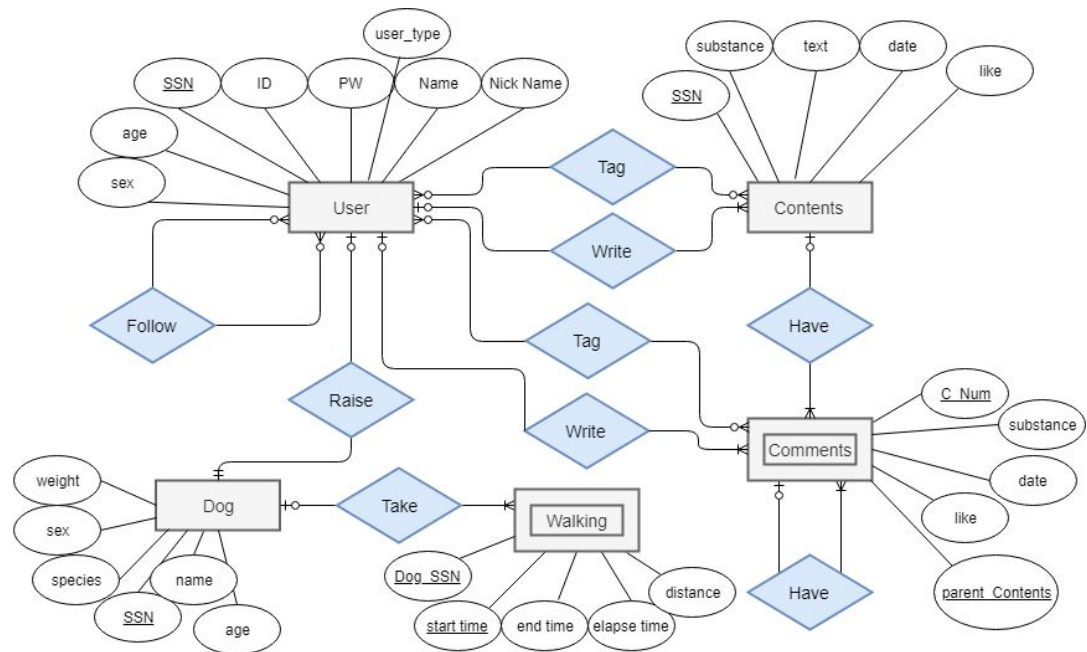 user_type
SSN
ID
PW
Name
Nick Name
age
sex
User
substance
text
date
like
SSN
Contents
Tag
Write
Follow
Have
Tag
Raise
Write
C_Num
substance
date
like
parent_Contents
Comments
Have
weight
sex
species
SSN
name
age
Dog
Take
Walking
Dog_SSN
start time
end time
elapse time
distance